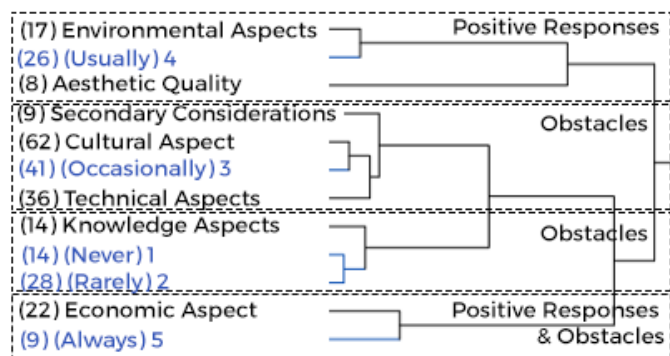 (17) Environmental Aspects
Positive Responses
(26) (Usually) 4
(8) Aesthetic Quality
(9) Secondary Considerations
Obstacles
(62) Cultural Aspect
(41) (Occasionally) 3
(36) Technical Aspects
(14) Knowledge Aspects
Obstacles
(14) (Never) 1
(28) (Rarely) 2
(22) Economic Aspect
Positive Responses
& Obstacles
(9) (Always) 5